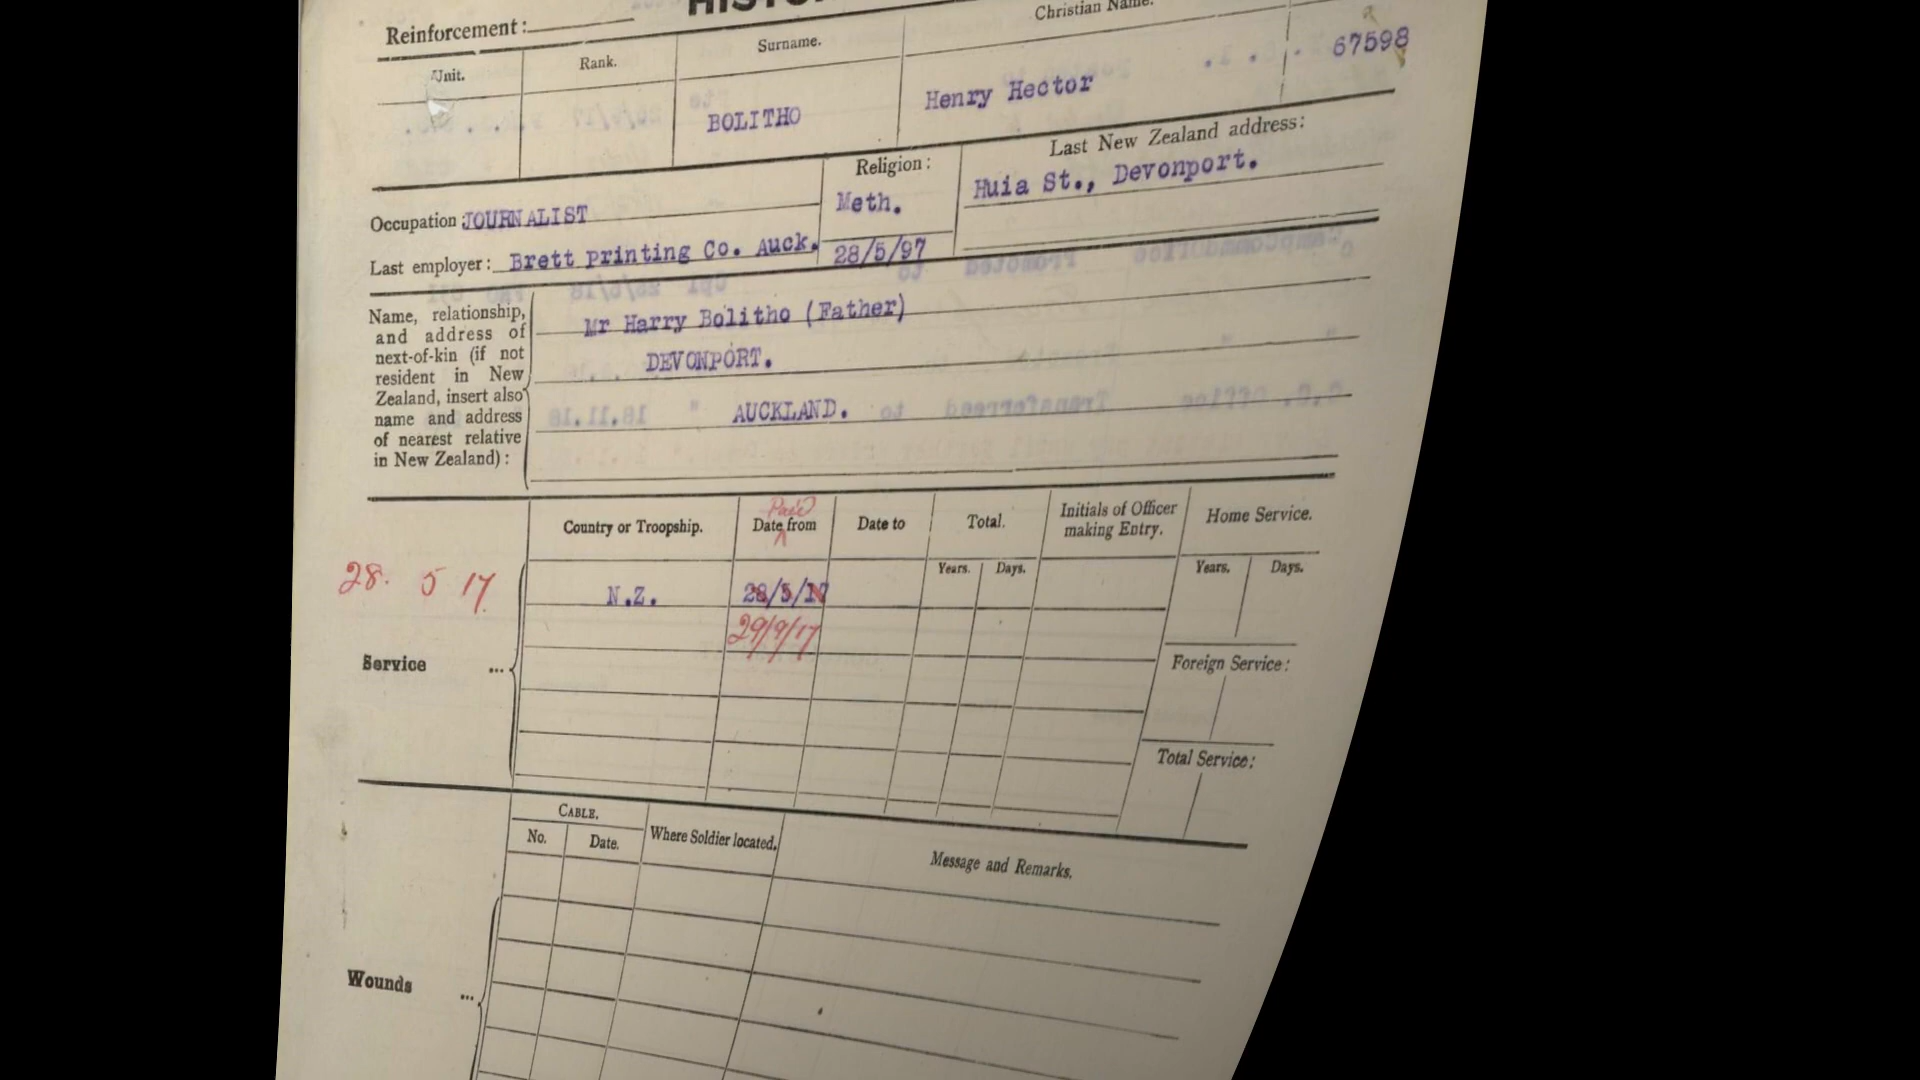 Reinforcement:
Unit.
Rank.
Surname.
Christian Name.
BOLITHO
Henry Hector
67598
Occupation: JOURNALIST
Religion:
Meth.
Last New Zealand address:
Huia St., Devonport.
Last employer: Brett Printing Co. Auck.
28/5/97
Name, relationship,
and address of
next-of-kin (if not
resident in New
Zealand, insert also
name and address
of nearest relative
in New Zealand):
Mr Harry Bolitho (Father)
DEVONPORT.
AUCKLAND.
Country or Troopship.
Paid
Date from
Date to
Total.
Initials of Officer
making Entry.
Home Service.
Years.
Days.
Years.
Days.
28. 5 17.
N.Z.
28/5/17
29/9/17
Service ...
Foreign Service:
Total Service:
CABLE.
No.
Date.
Where Soldier located.
Message and Remarks.
Wounds ...